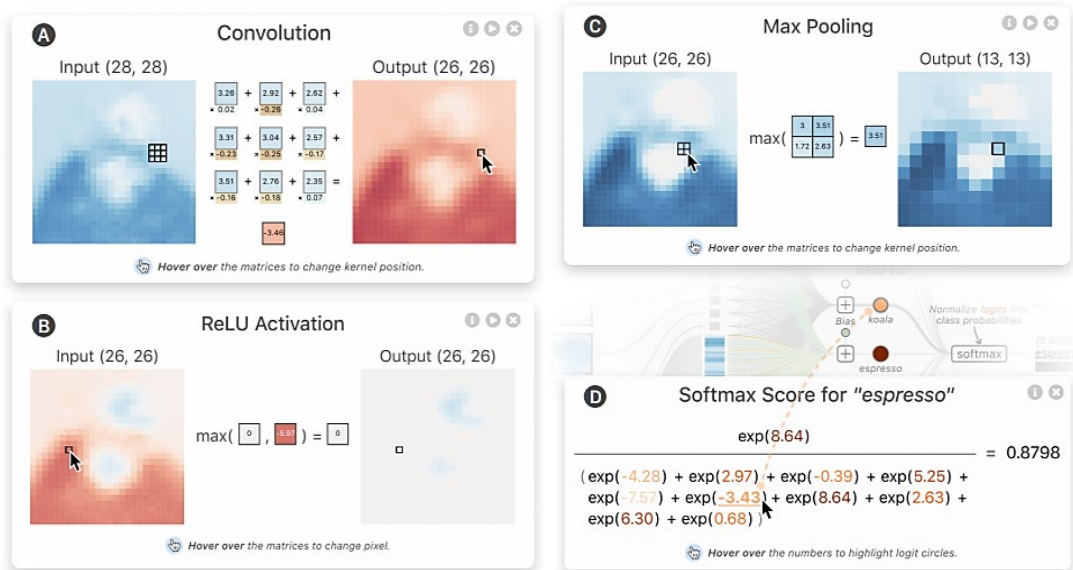 A
Convolution
Input (28, 28)
Output (26, 26)
3.26 + 2.92 + 2.62 +
× 0.02 × -0.26 × 0.04
3.31 + 3.04 + 2.57 +
× -0.23 × -0.25 × -0.17
3.51 + 2.76 + 2.35 =
× -0.16 × -0.18 × 0.07
-3.46
Hover over the matrices to change kernel position.
B
ReLU Activation
Input (26, 26)
Output (26, 26)
max( 0 , -5.97 ) = 0
Hover over the matrices to change pixel.
C
Max Pooling
Input (26, 26)
Output (13, 13)
3 3.51
max( ) = 3.51
1.72 2.63
Hover over the matrices to change kernel position.
school bus
Bias
koala
Normalize logits into
class probabilities
espresso
softmax
D
Softmax Score for "espresso"
exp(8.64)
(exp(-4.28) + exp(2.97) + exp(-0.39) + exp(5.25) +
exp(-7.57) + exp(-3.43) + exp(8.64) + exp(2.63) +
exp(6.30) + exp(0.68) )
= 0.8798
Hover over the numbers to highlight logit circles.